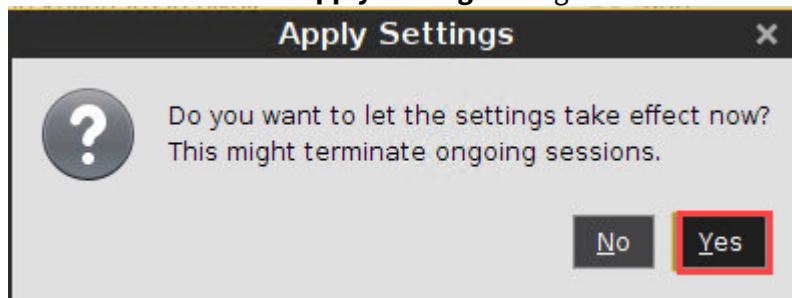 Apply Settings
Do you want to let the settings take effect now?
This might terminate ongoing sessions.
No
Yes